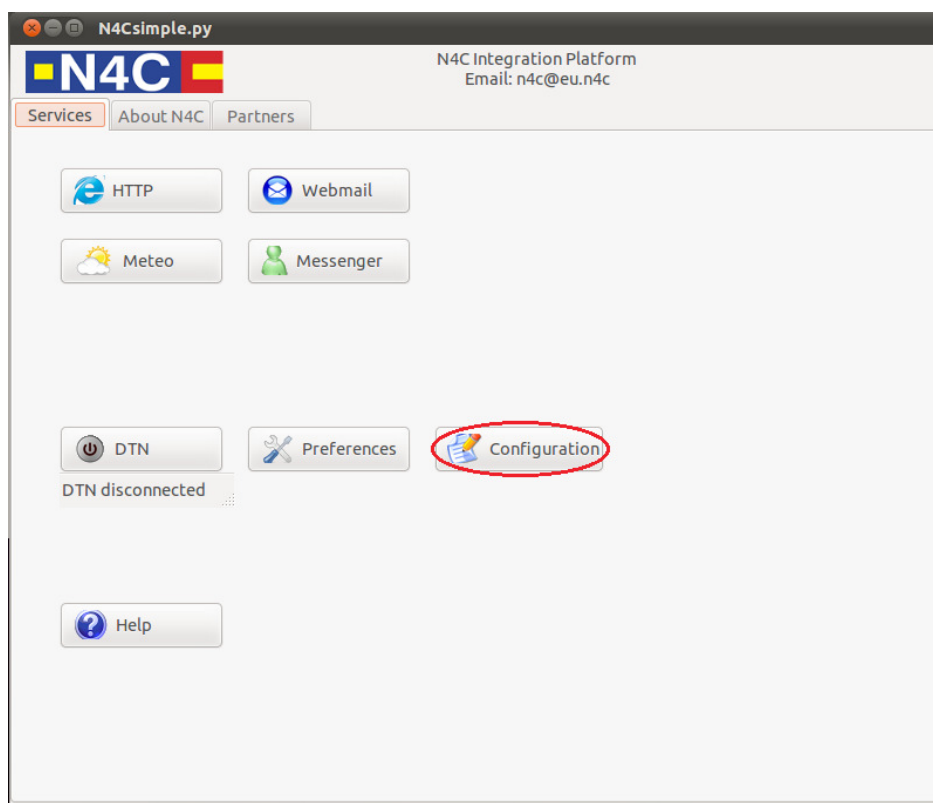 N4Csimple.py
N4C
N4C Integration Platform
Email: n4c@eu.n4c
Services About N4C Partners
HTTP Webmail
Meteo Messenger
DTN Preferences Configuration
DTN disconnected
Help